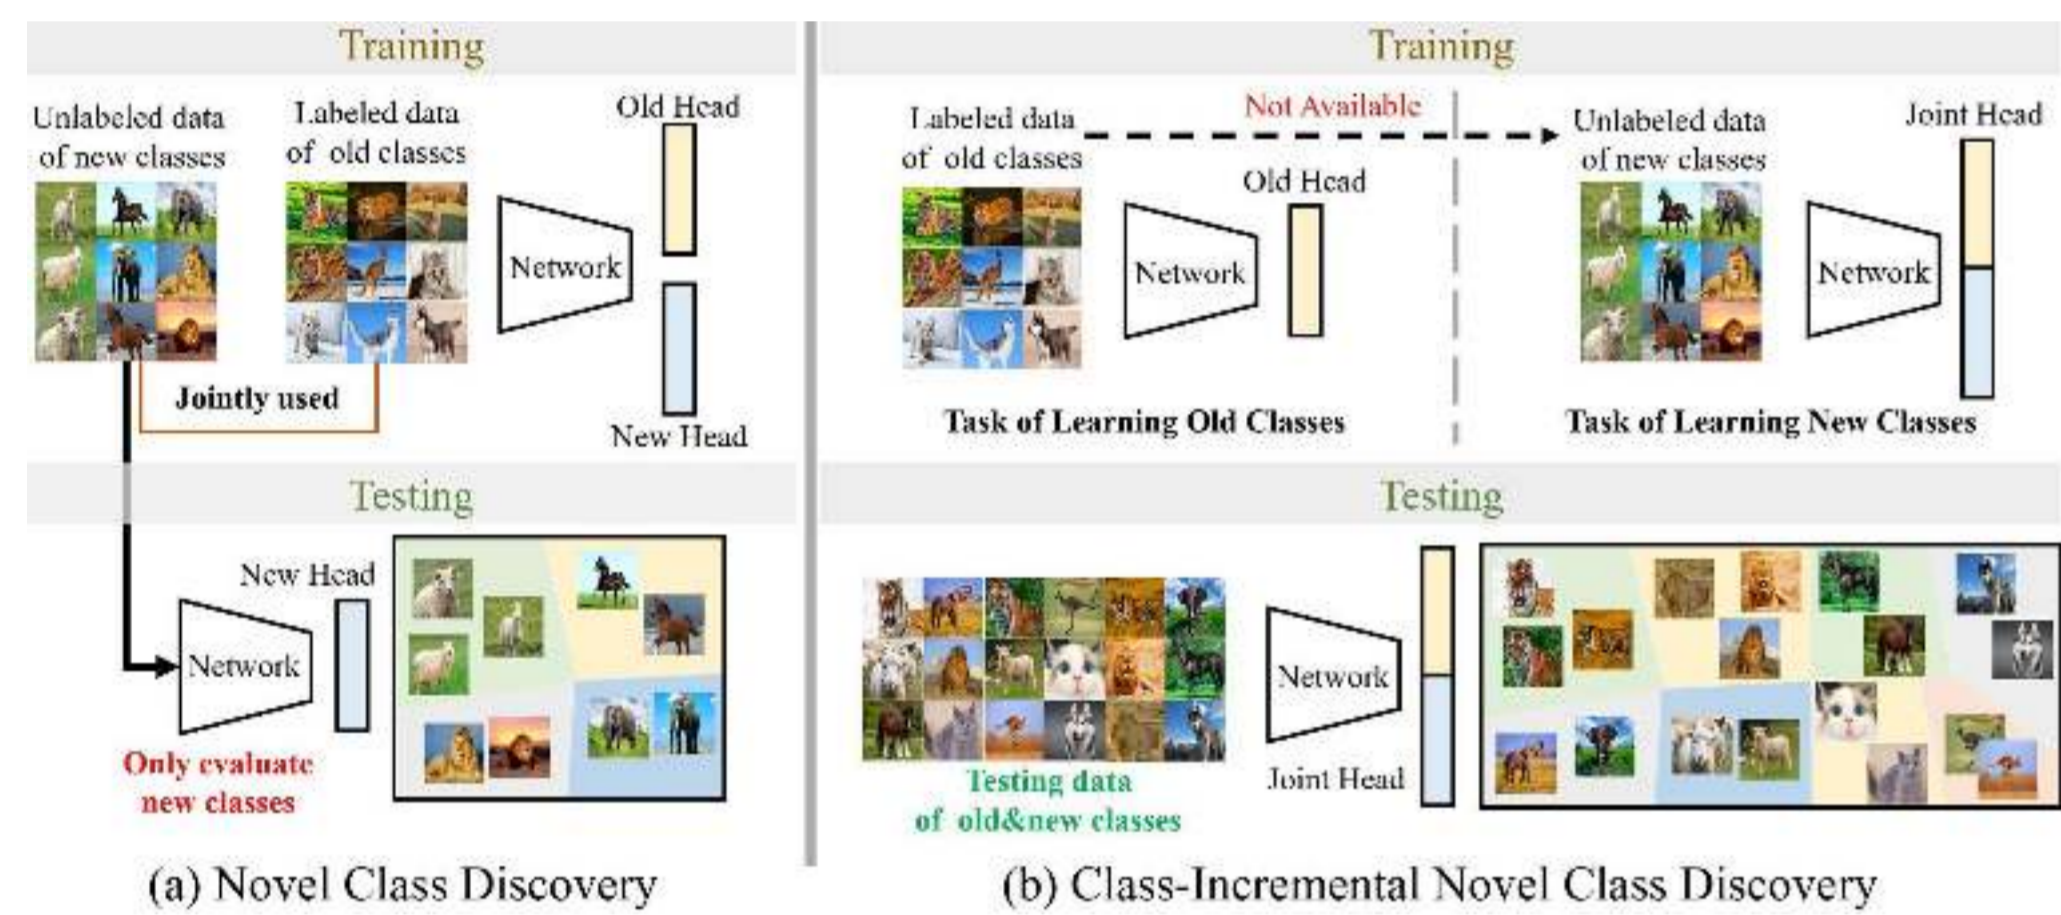 Training
Unlabeled data
of new classes
Labeled data
of old classes
Old Head
Network
Jointly used
New Head
Testing
New Head
Network
Only evaluate
new classes
(a) Novel Class Discovery
Training
Labeled data
of old classes
Not Available
Old Head
Network
Task of Learning Old Classes
Unlabeled data
of new classes
Joint Head
Network
Task of Learning New Classes
Testing
Testing data
of old&new classes
Network
Joint Head
(b) Class-Incremental Novel Class Discovery